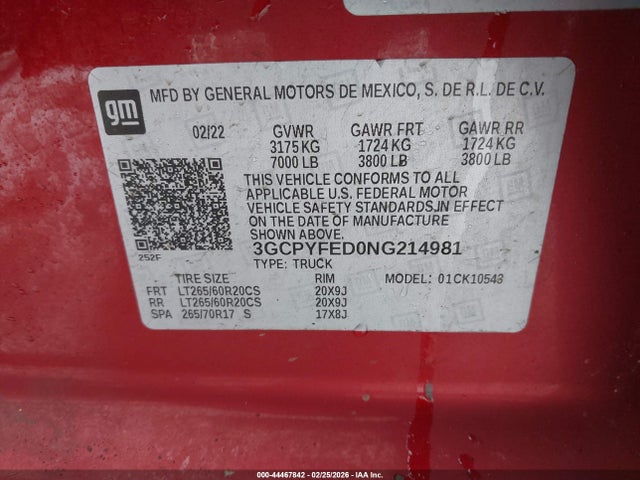 gm
MFD BY GENERAL MOTORS DE MEXICO, S. DE R.L. DE C.V.
02/22 GVWR GAWR FRT GAWR RR
3175 KG 1724 KG 1724 KG
7000 LB 3800 LB 3800 LB
THIS VEHICLE CONFORMS TO ALL
APPLICABLE U.S. FEDERAL MOTOR
VEHICLE SAFETY STANDARDS.IN EFFECT
ON THE DATE OF MANUFACTURE
SHOWN ABOVE.
252F 3GCPYFED0NG214981
TYPE: TRUCK
TIRE SIZE RIM MODEL: 01CK10543
FRT LT265/60R20CS 20X9J
RR LT265/60R20CS 20X9J
SPA 265/70R17 S 17X8J
000-44467842 - 02/25/2026 - IAA Inc.